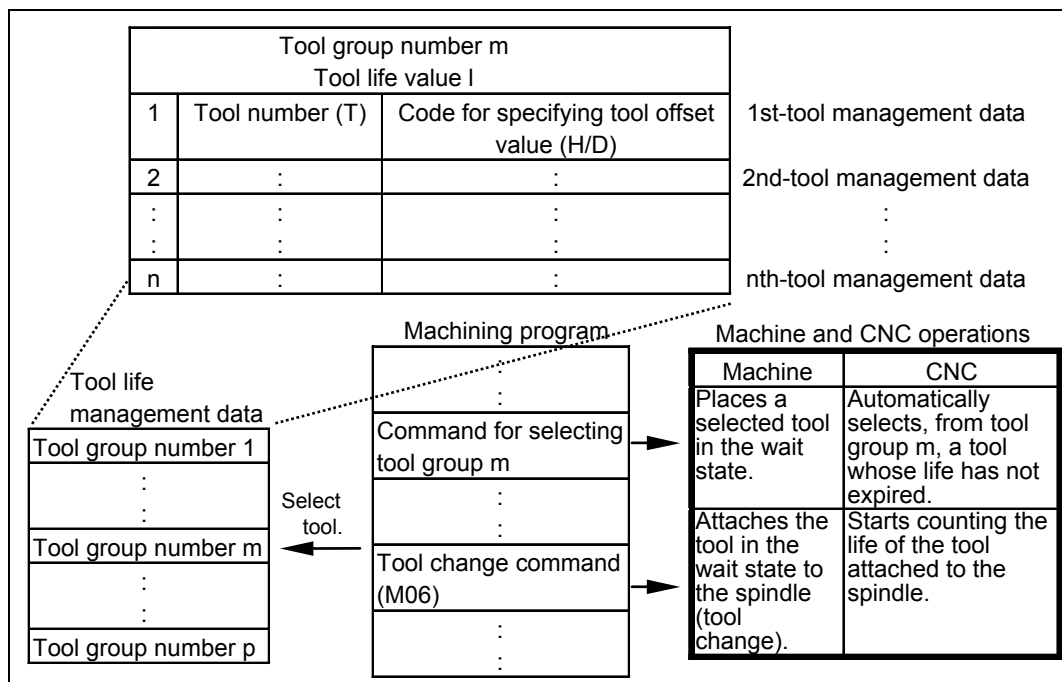 Tool group number m
Tool life value l
1 Tool number (T) Code for specifying tool offset value (H/D) 1st-tool management data
2 : : 2nd-tool management data
: : : :
: : : :
n : : nth-tool management data
Tool life
management data
Tool group number 1
:
:
Tool group number m
:
:
Tool group number p
Select
tool.
Machining program
:
:
Command for selecting
tool group m
:
:
Tool change command
(M06)
:
:
Machine and CNC operations
Machine CNC
Places a
selected tool
in the wait
state.
Automatically
selects, from tool
group m, a tool
whose life has not
expired.
Attaches the
tool in the
wait state to
the spindle
(tool
change).
Starts counting the
life of the tool
attached to the
spindle.